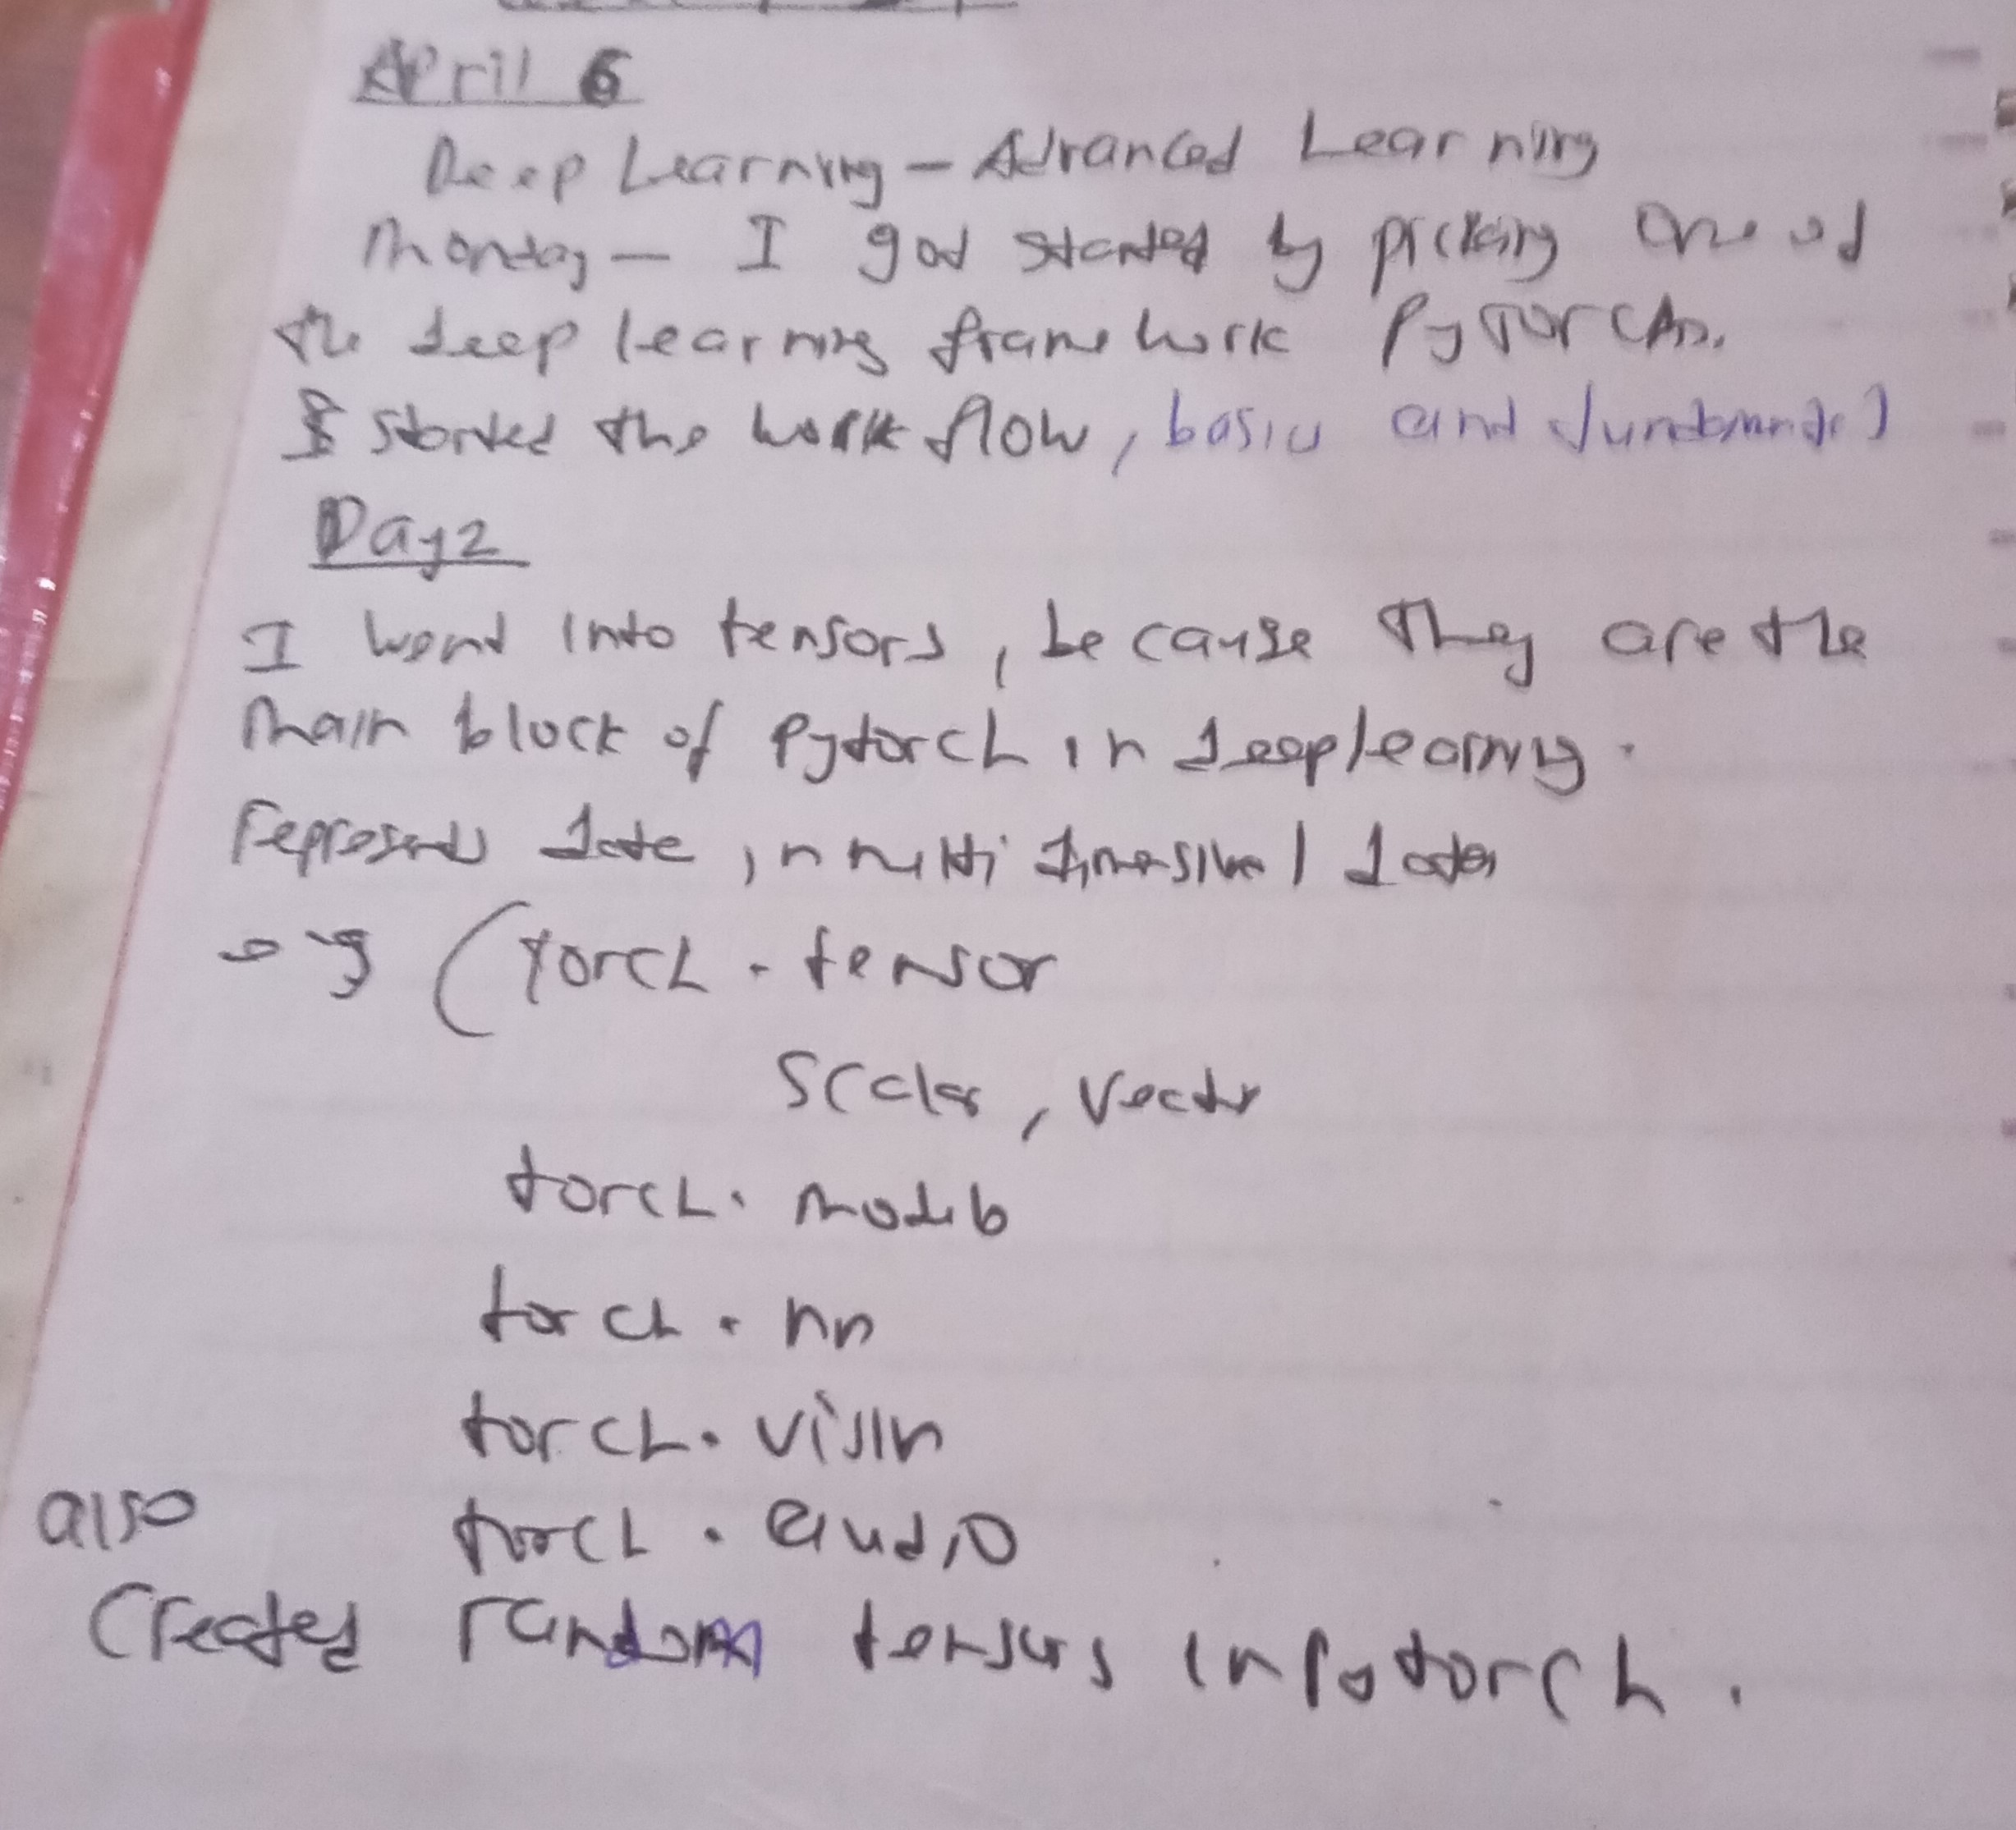 April 6
Deep Learning - Advanced Learning
Monday - I got started by picking one of
the deep learning framework PyTorch.
I started the work flow, basic and fundamental
Day 2
I went into tensors, because they are the
main block of Pytorch in deep learning.
represents data, in multi dimensional data
e.g (torch.tensor
Scalar, vector
torch.
torch.nn
torch.vision
also torch.audio
Created random tensors in Pytorch.